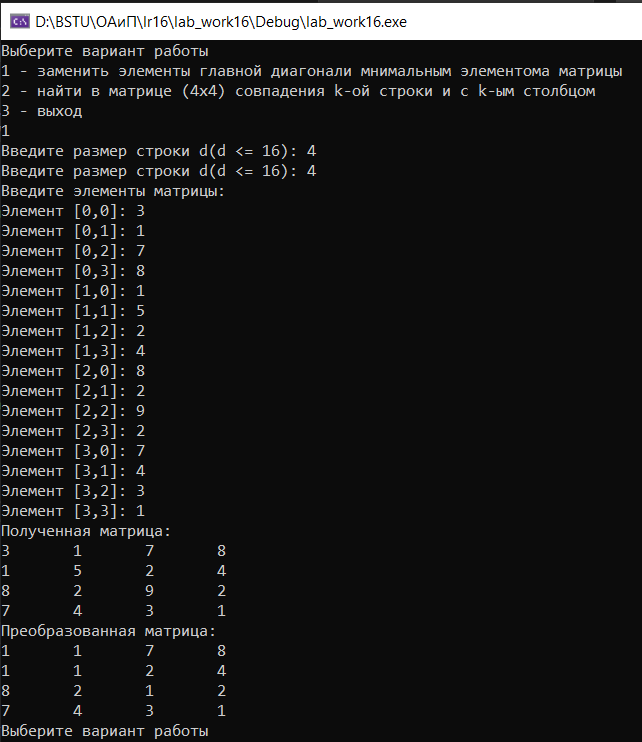 D:\BSTU\ОАиП\lr16\lab_work16\Debug\lab_work16.exe
Выберите вариант работы
1 - заменить элементы главной диагонали мнимальным элементома матрицы
2 - найти в матрице (4x4) совпадения k-ой строки и с k-ым столбцом
3 - выход
1
Введите размер строки d(d <= 16): 4
Введите размер строки d(d <= 16): 4
Введите элементы матрицы:
Элемент [0,0]: 3
Элемент [0,1]: 1
Элемент [0,2]: 7
Элемент [0,3]: 8
Элемент [1,0]: 1
Элемент [1,1]: 5
Элемент [1,2]: 2
Элемент [1,3]: 4
Элемент [2,0]: 8
Элемент [2,1]: 2
Элемент [2,2]: 9
Элемент [2,3]: 2
Элемент [3,0]: 7
Элемент [3,1]: 4
Элемент [3,2]: 3
Элемент [3,3]: 1
Полученная матрица:
3 1 7 8
1 5 2 4
8 2 9 2
7 4 3 1
Преобразованная матрица:
1 1 7 8
1 1 2 4
8 2 1 2
7 4 3 1
Выберите вариант работы